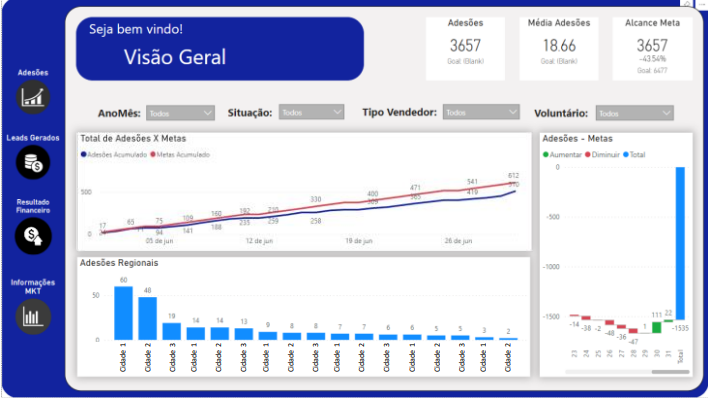 Seja bem vindo!
Visão Geral
Adesões
3657
Goal: (Blank)
Média Adesões
18.66
Goal: (Blank)
Alcance Meta
3657
-43.54%
Goal: 6477
Adesões
Leads Gerados
Resultado
Financeiro
Informações
MKT
AnoMês: Todos
Situação: Todos
Tipo Vendedor: Todos
Voluntário: Todos
Total de Adesões X Metas
Adesões Acumulado Metas Acumulado
500
0
17 65 75 109 160 192 210 330 400 471 541 612
94 141 188 235 259 258 365 419 510
05 de jun 12 de jun 19 de jun 26 de jun
Adesões Regionais
50
0
60 48 19 14 14 13 9 8 8 7 7 6 6 5 5 3 2
Cidade 1 Cidade 2 Cidade 3 Cidade 1 Cidade 2 Cidade 3 Cidade 1 Cidade 2 Cidade 3 Cidade 1 Cidade 2 Cidade 3 Cidade 1 Cidade 2 Cidade 3 Cidade 1 Cidade 2
Adesões - Metas
Aumentar Diminuir Total
0
-500
-1000
-1500
-14 -38 -2 -48 -36 -47 1 111 22 -1535
23 24 25 26 27 28 29 30 31 Total